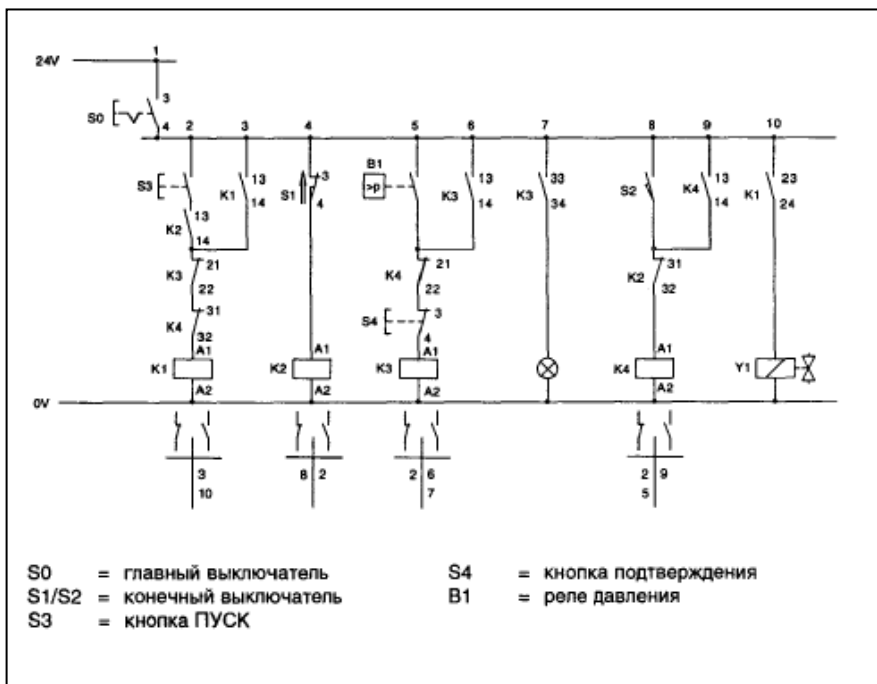 1
24V
3
S0
4 2 3 4 5 6 7 8 9 10
B1
S3 K1 13 14 S1 3 4 >p K3 13 14 K3 33 34 S2 K4 13 14 K1 23 24
K2 13 14
K3 21 22 K4 21 22 K2 31 32
K4 31 32 S4 3 4
A1 A1 A1 A1
K1 K2 K3 K4 Y1
A2 A2 A2 A2
0V
3 8 2 2 6 2 9
10 7 5
S0 = главный выключатель
S1/S2 = конечный выключатель
S3 = кнопка ПУСК
S4 = кнопка подтверждения
B1 = реле давления